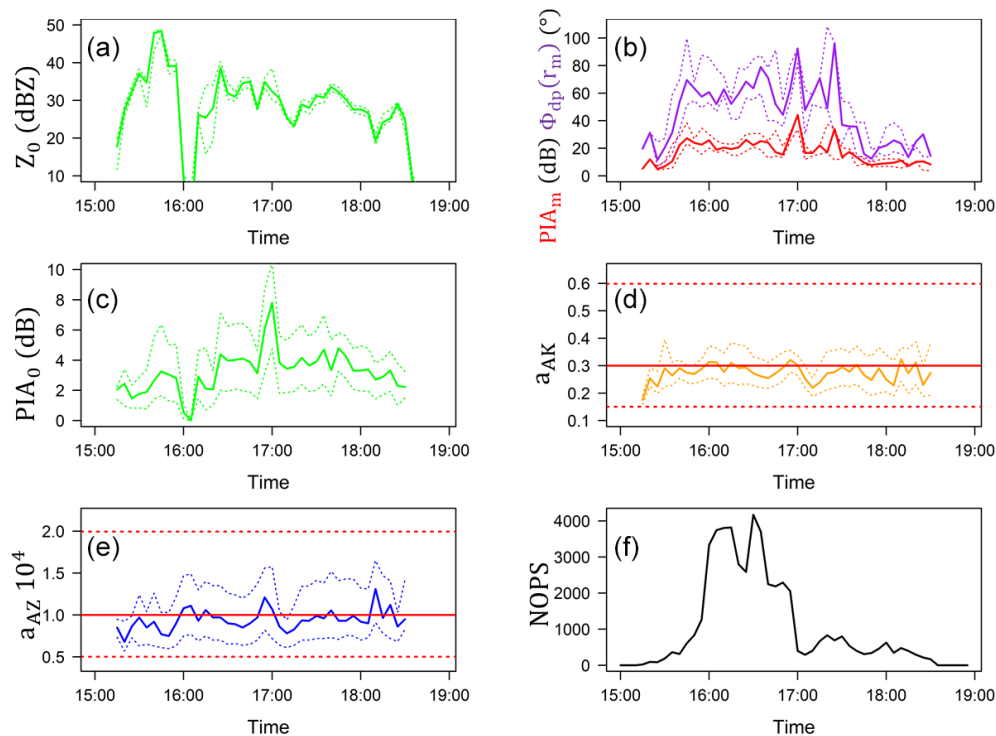 (a)
Z₀ (dBZ)
50
40
30
20
10
15:00 16:00 17:00 18:00 19:00
Time
(b)
PIAₘ (dB) Φdp(rₘ) (°)
100
80
60
40
20
0
15:00 16:00 17:00 18:00 19:00
Time
(c)
PIA₀ (dB)
10
8
6
4
2
0
15:00 16:00 17:00 18:00 19:00
Time
(d)
a_AK
0.6
0.4
0.3
0.3
0.2
0.1
15:00 16:00 17:00 18:00 19:00
Time
(e)
a_AZ 10⁴
2.0
1.5
1.0
0.5
15:00 16:00 17:00 18:00 19:00
Time
(f)
NOPS
4000
3000
2000
1000
0
15:00 16:00 17:00 18:00 19:00
Time